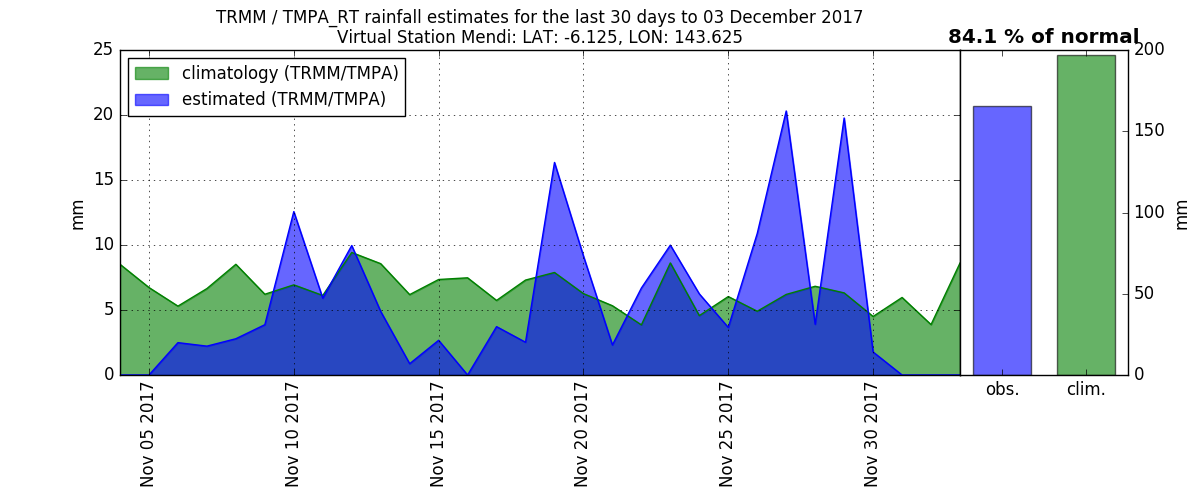 TRMM / TMPA_RT rainfall estimates for the last 30 days to 03 December 2017
Virtual Station Mendi: LAT: -6.125, LON: 143.625
84.1 % of normal
climatology (TRMM/TMPA)
estimated (TRMM/TMPA)
25
20
15
10
5
0
mm
200
150
100
50
0
mm
Nov 05 2017
Nov 10 2017
Nov 15 2017
Nov 20 2017
Nov 25 2017
Nov 30 2017
obs.
clim.